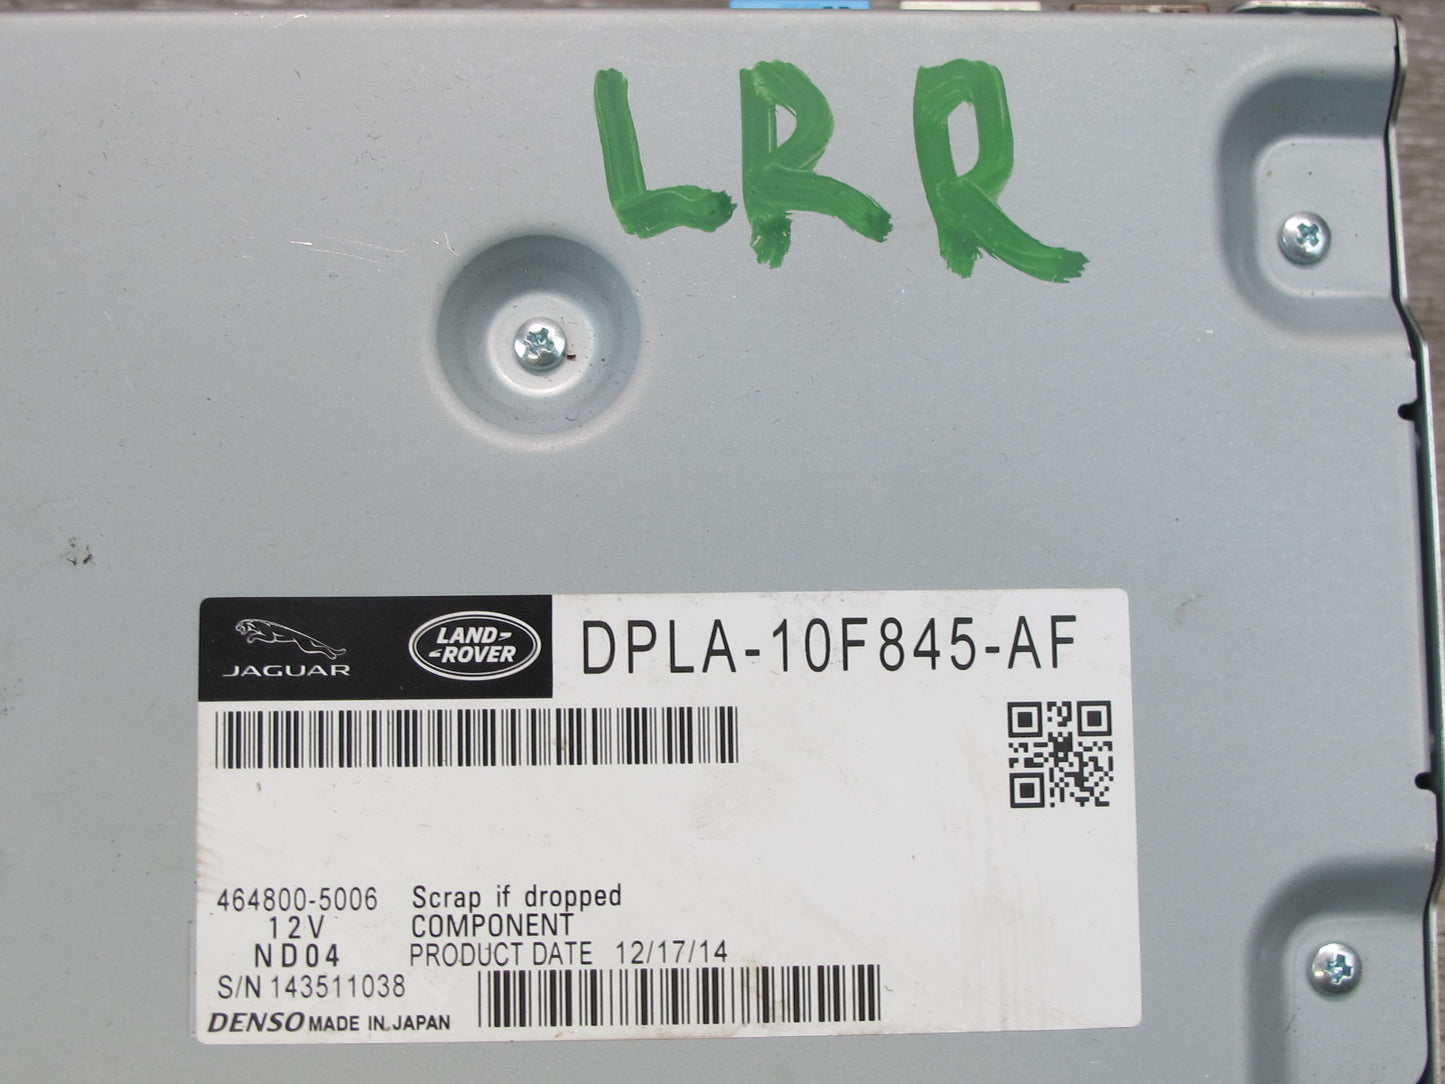 LRR
JAGUAR
LAND-
-ROVER
DPLA-10F845-AF
464800-5006 Scrap if dropped
12V COMPONENT
ND04 PRODUCT DATE 12/17/14
S/N 143511038
DENSO MADE IN JAPAN